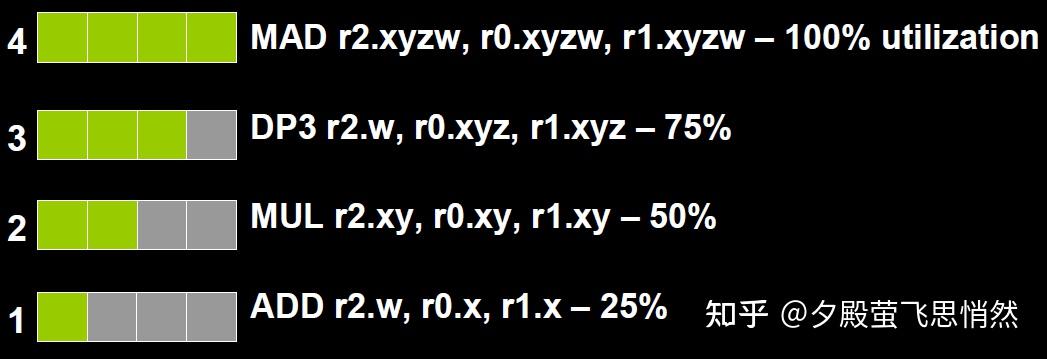 4 MAD r2.xyzw, r0.xyzw, r1.xyzw – 100% utilization
3 DP3 r2.w, r0.xyz, r1.xyz – 75%
2 MUL r2.xy, r0.xy, r1.xy – 50%
1 ADD r2.w, r0.x, r1.x – 25%
知乎 @夕殿萤飞思悄然